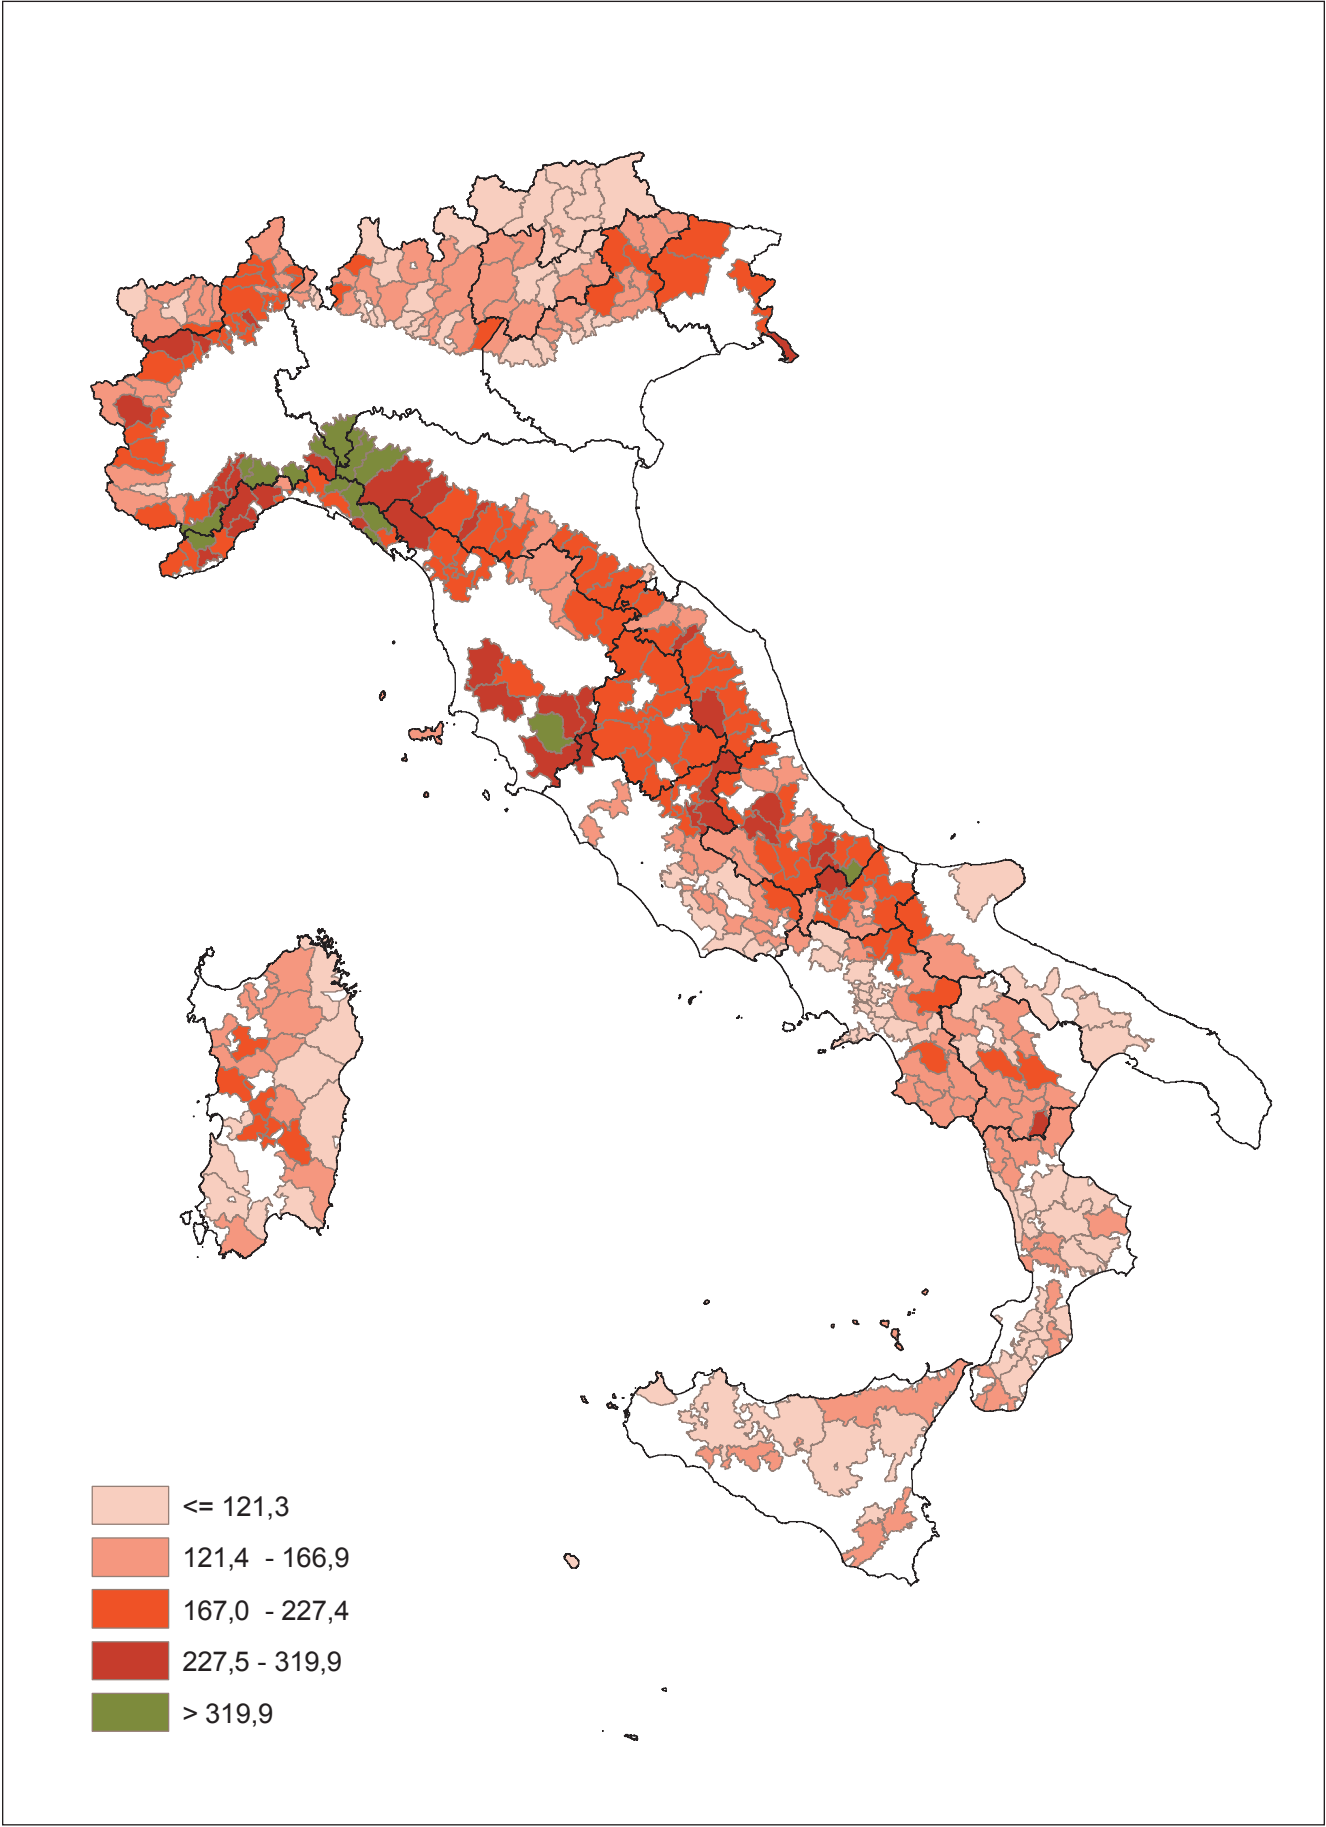 <= 121,3
121,4 - 166,9
167,0 - 227,4
227,5 - 319,9
> 319,9